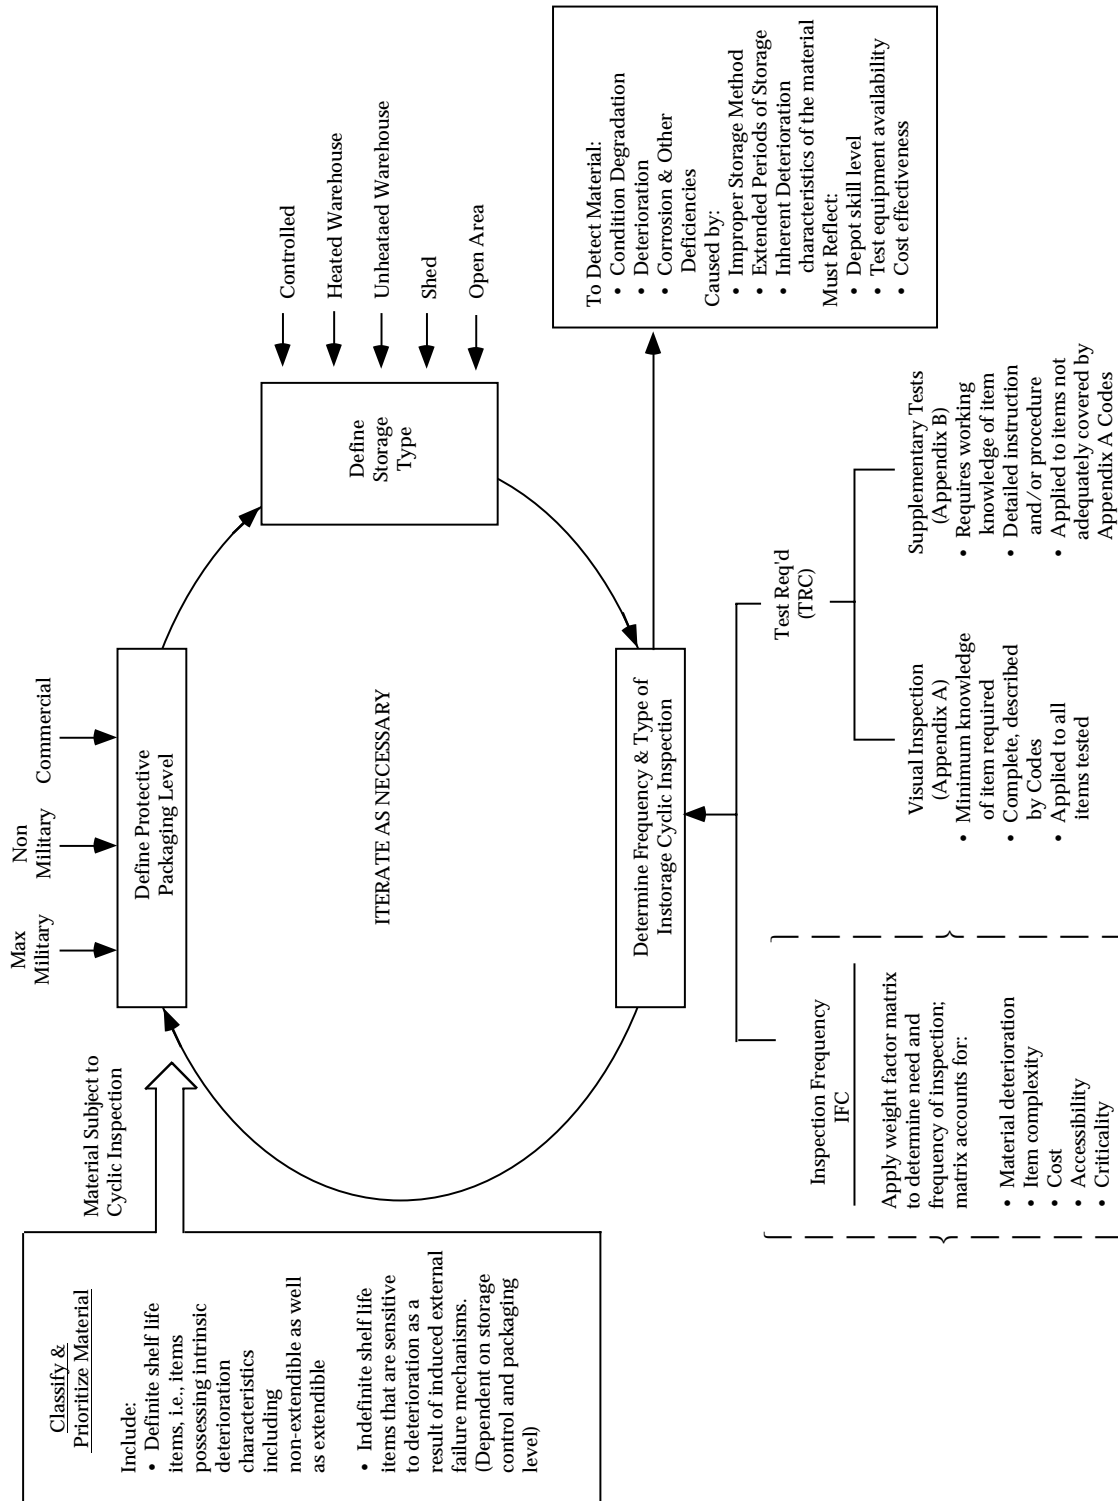 Classify &
Prioritize Material
Include:
• Definite shelf life
items, i.e., items
possessing intrinsic
deterioration
characteristics
including
non-extendible as well
as extendible
• Indefinite shelf life
items that are sensitive
to deterioration as a
result of induced external
failure mechanisms.
(Dependent on storage
control and packaging
level)
Material Subject to
Cyclic Inspection
Max
Military
Non
Military
Commercial
Define Protective
Packaging Level
ITERATE AS NECESSARY
Define
Storage
Type
Controlled
Heated Warehouse
Unheataed Warehouse
Shed
Open Area
Determine Frequency & Type of
Instorage Cyclic Inspection
To Detect Material:
• Condition Degradation
• Deterioration
• Corrosion & Other
Deficiencies
Caused by:
• Improper Storage Method
• Extended Periods of Storage
• Inherent Deterioration
characteristics of the material
Must Reflect:
• Depot skill level
• Test equipment availability
• Cost effectiveness
Inspection Frequency
IFC
Apply weight factor matrix
to determine need and
frequency of inspection;
matrix accounts for:
• Material deterioration
• Item complexity
• Cost
• Accessibility
• Criticality
Test Req'd
(TRC)
Visual Inspection
(Appendix A)
• Minimum knowledge
of item required
• Complete, described
by Codes
• Applied to all
items tested
Supplementary Tests
(Appendix B)
• Requires working
knowledge of item
• Detailed instruction
and/or procedure
• Applied to items not
adequately covered by
Appendix A Codes